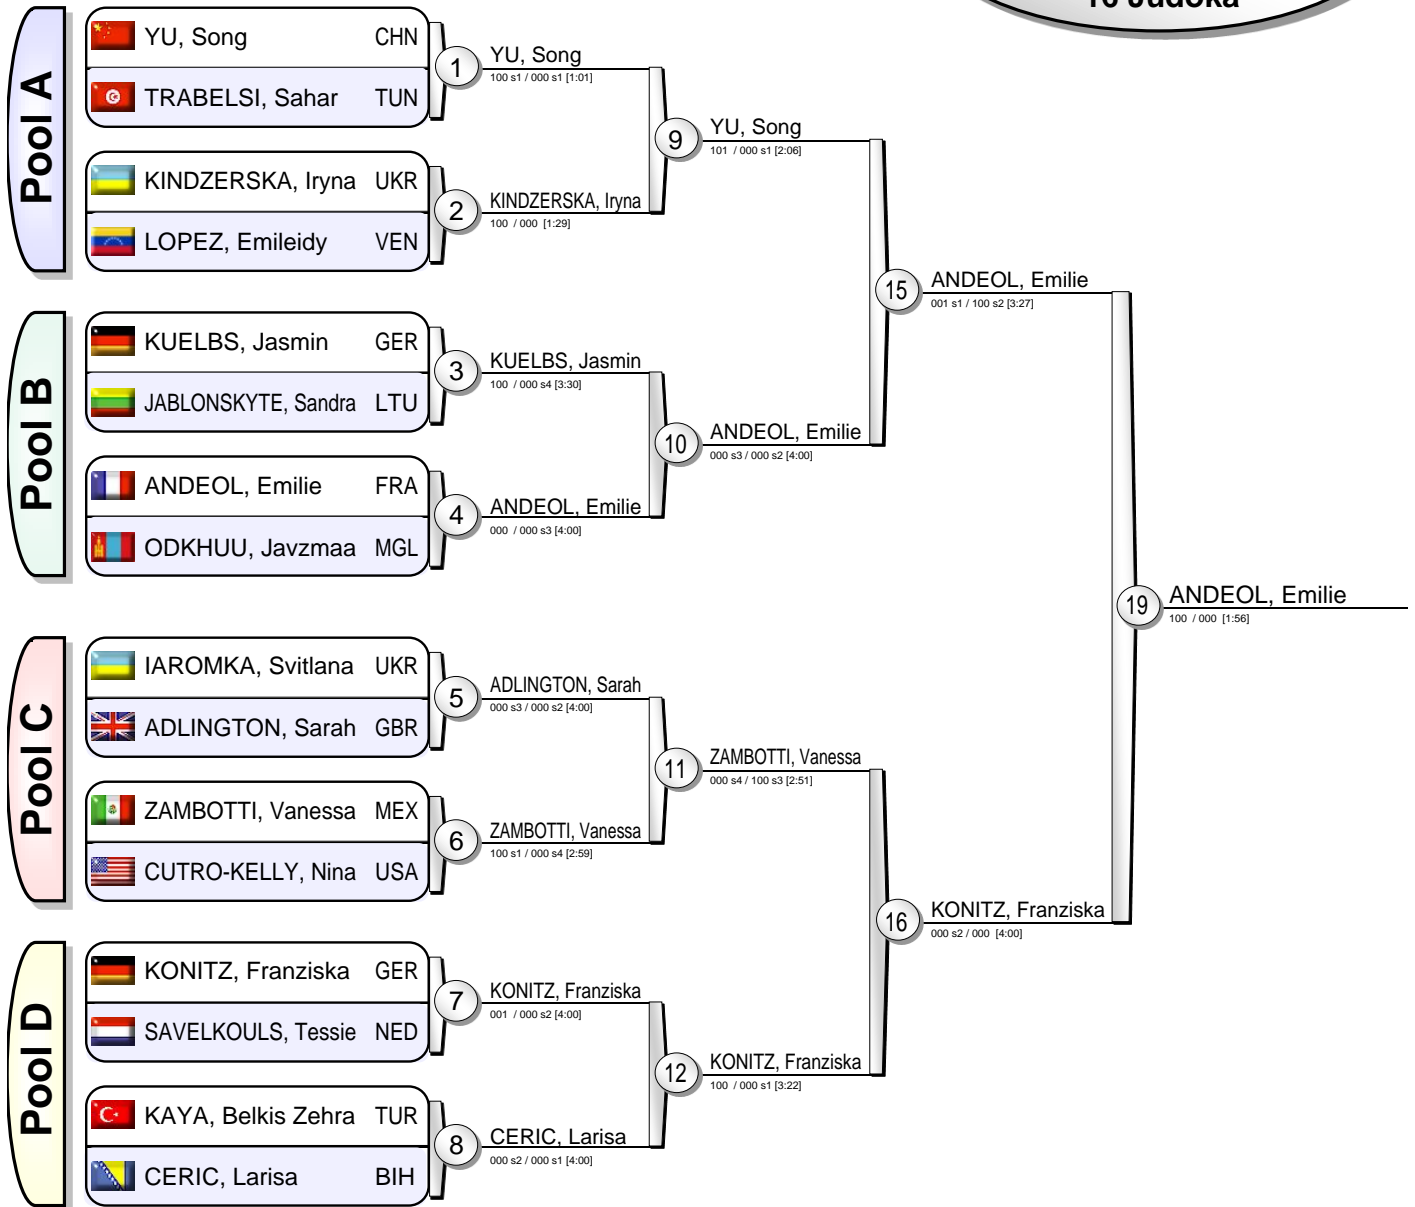 16 Judoka
Pool A
YU, Song CHN
TRABELSI, Sahar TUN
KINDZERSKA, Iryna UKR
LOPEZ, Emileidy VEN
Pool B
KUELBS, Jasmin GER
JABLONSKYTE, Sandra LTU
ANDEOL, Emilie FRA
ODKHUU, Javzmaa MGL
Pool C
IAROMKA, Svitlana UKR
ADLINGTON, Sarah GBR
ZAMBOTTI, Vanessa MEX
CUTRO-KELLY, Nina USA
Pool D
KONITZ, Franziska GER
SAVELKOULS, Tessie NED
KAYA, Belkis Zehra TUR
CERIC, Larisa BIH
1
YU, Song
100 s1 / 000 s1 [1:01]
2
KINDZERSKA, Iryna
100 / 000 [1:29]
3
KUELBS, Jasmin
100 / 000 s4 [3:30]
4
ANDEOL, Emilie
000 / 000 s3 [4:00]
5
ADLINGTON, Sarah
000 s3 / 000 s2 [4:00]
6
ZAMBOTTI, Vanessa
100 s1 / 000 s4 [2:59]
7
KONITZ, Franziska
001 / 000 s2 [4:00]
8
CERIC, Larisa
000 s2 / 000 s1 [4:00]
9
YU, Song
101 / 000 s1 [2:06]
10
ANDEOL, Emilie
000 s3 / 000 s2 [4:00]
11
ZAMBOTTI, Vanessa
000 s4 / 100 s3 [2:51]
12
KONITZ, Franziska
100 / 000 s1 [3:22]
15
ANDEOL, Emilie
001 s1 / 100 s2 [3:27]
16
KONITZ, Franziska
000 s2 / 000 [4:00]
19
ANDEOL, Emilie
100 / 000 [1:56]